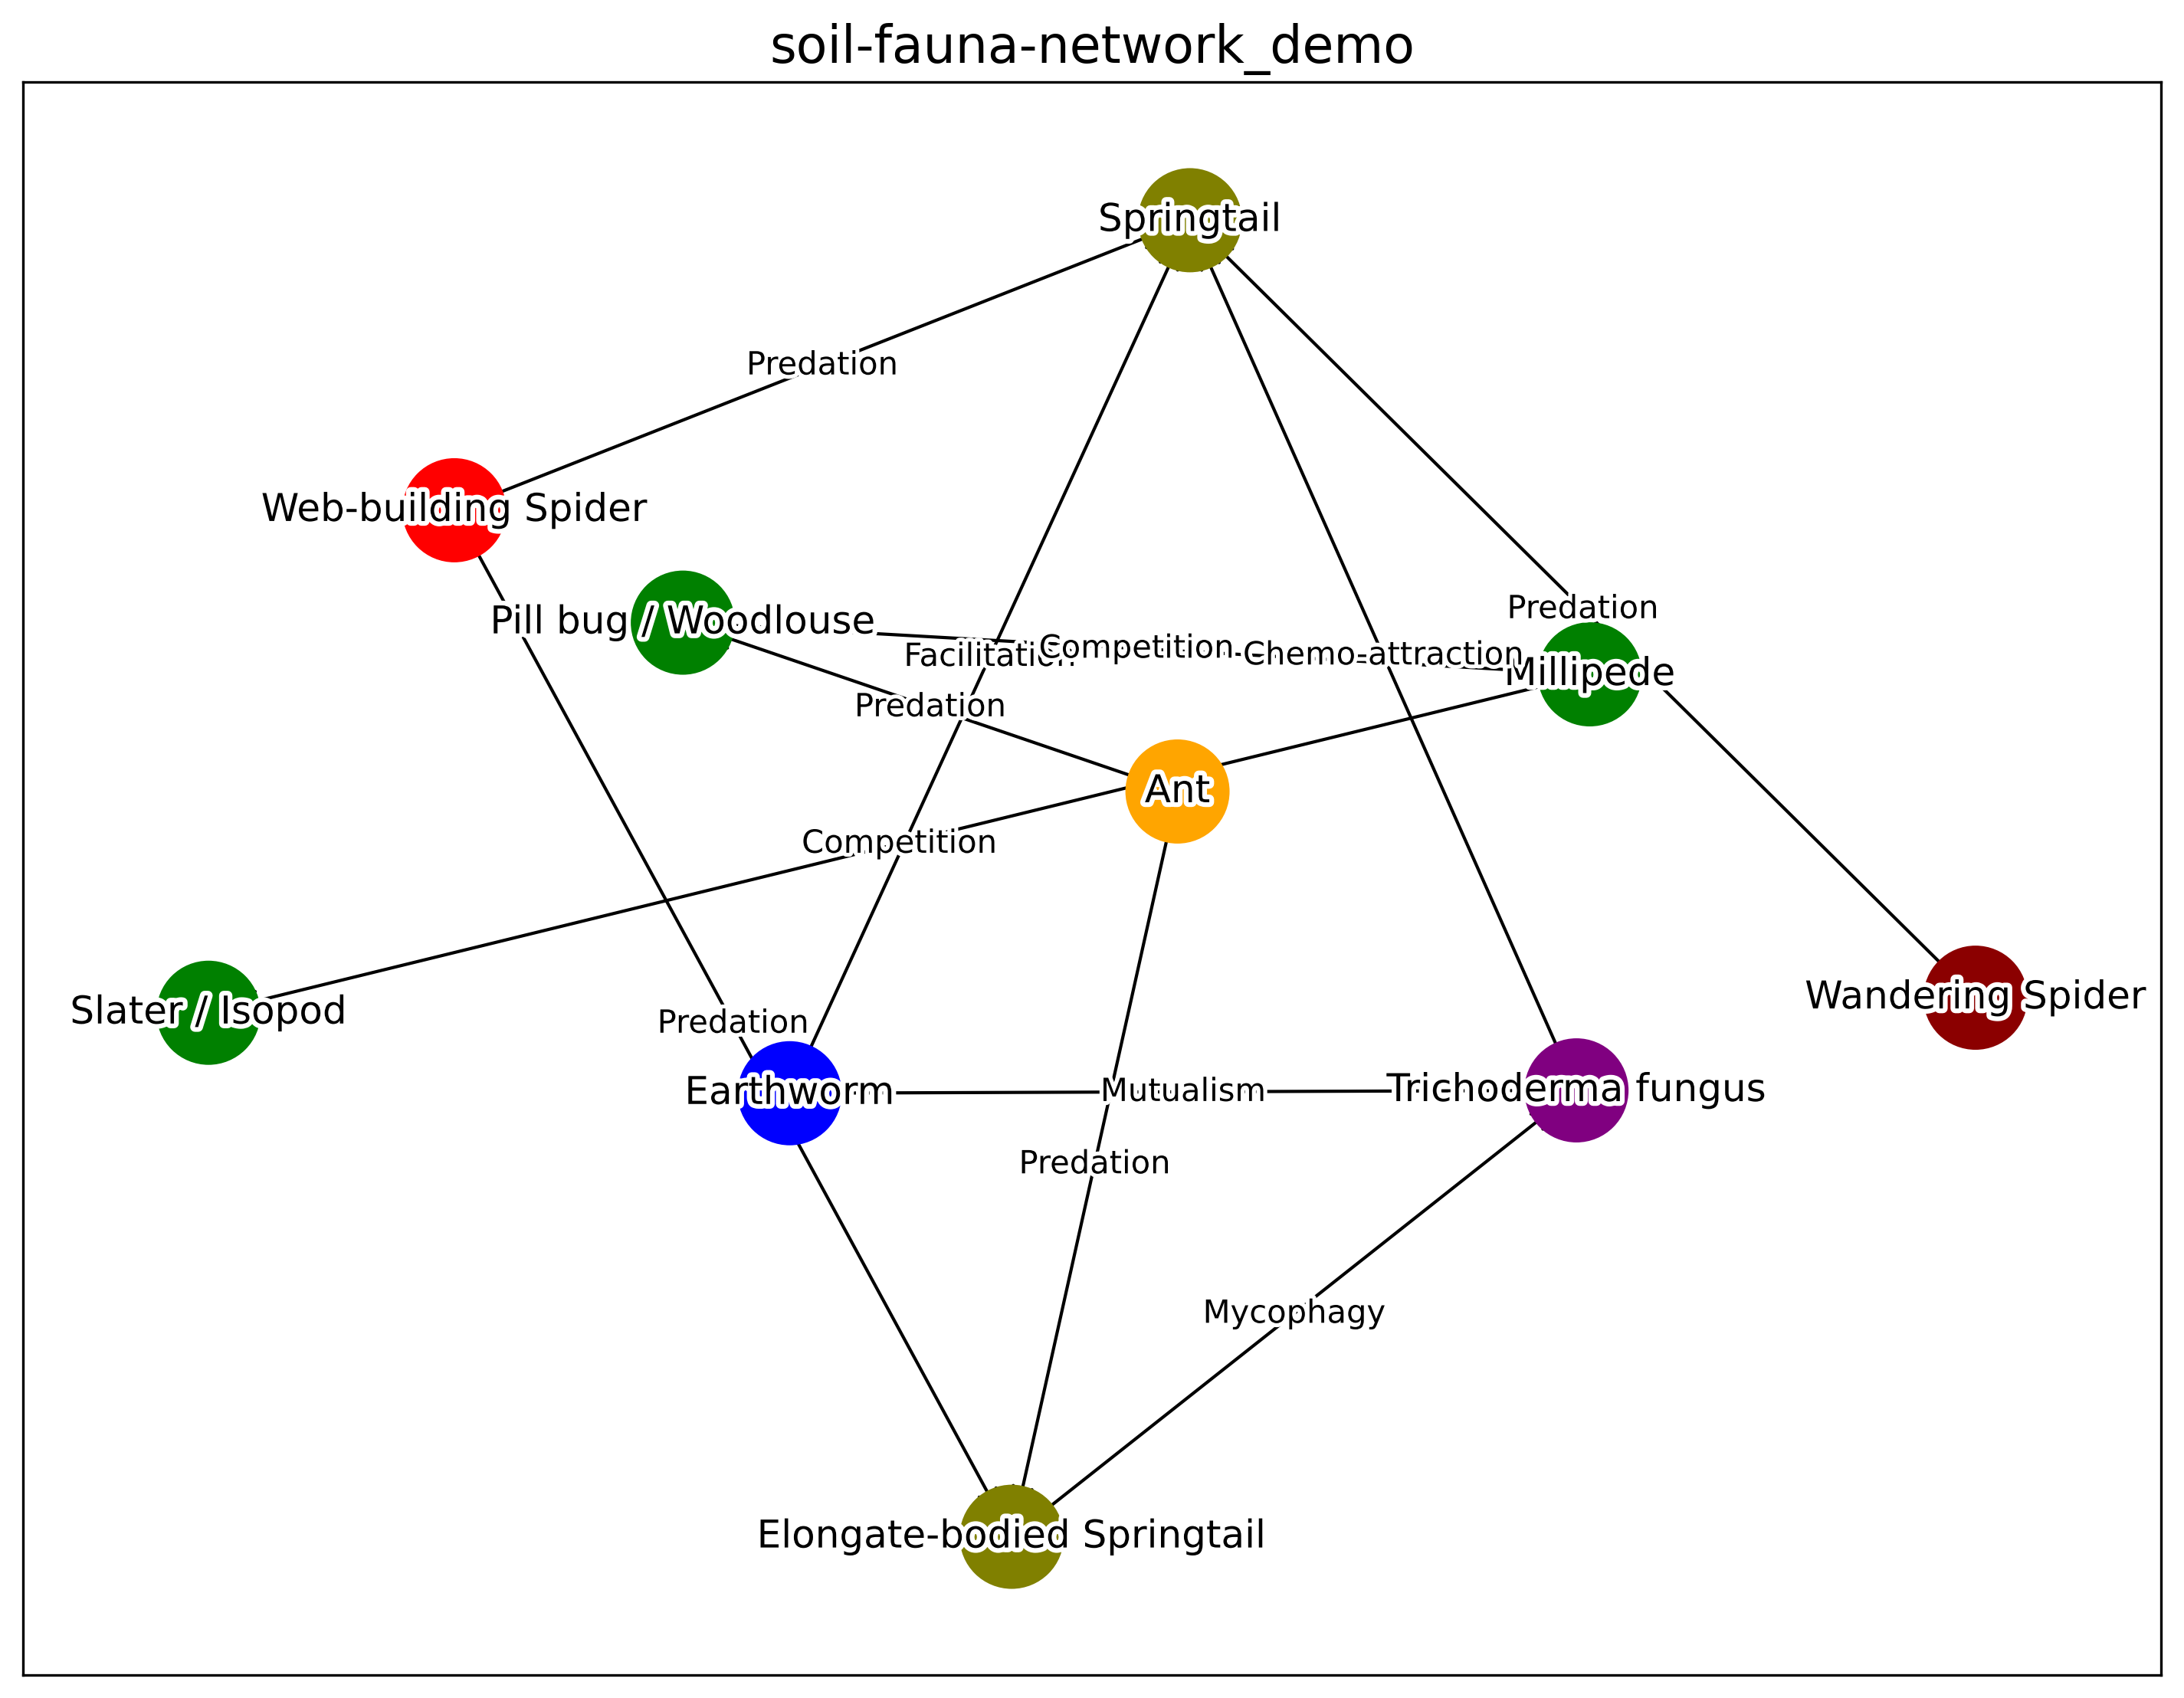 soil-fauna-network_demo
Springtail
Predation
Web-building Spider
Predation
Pill bug / Woodlouse
Facilitation
Competition
Chemo-attraction
Millipede
Predation
Ant
Competition
Wandering Spider
Slater / Isopod
Predation
Earthworm
Mutualism
Trichoderma fungus
Predation
Mycophagy
Elongate-bodied Springtail